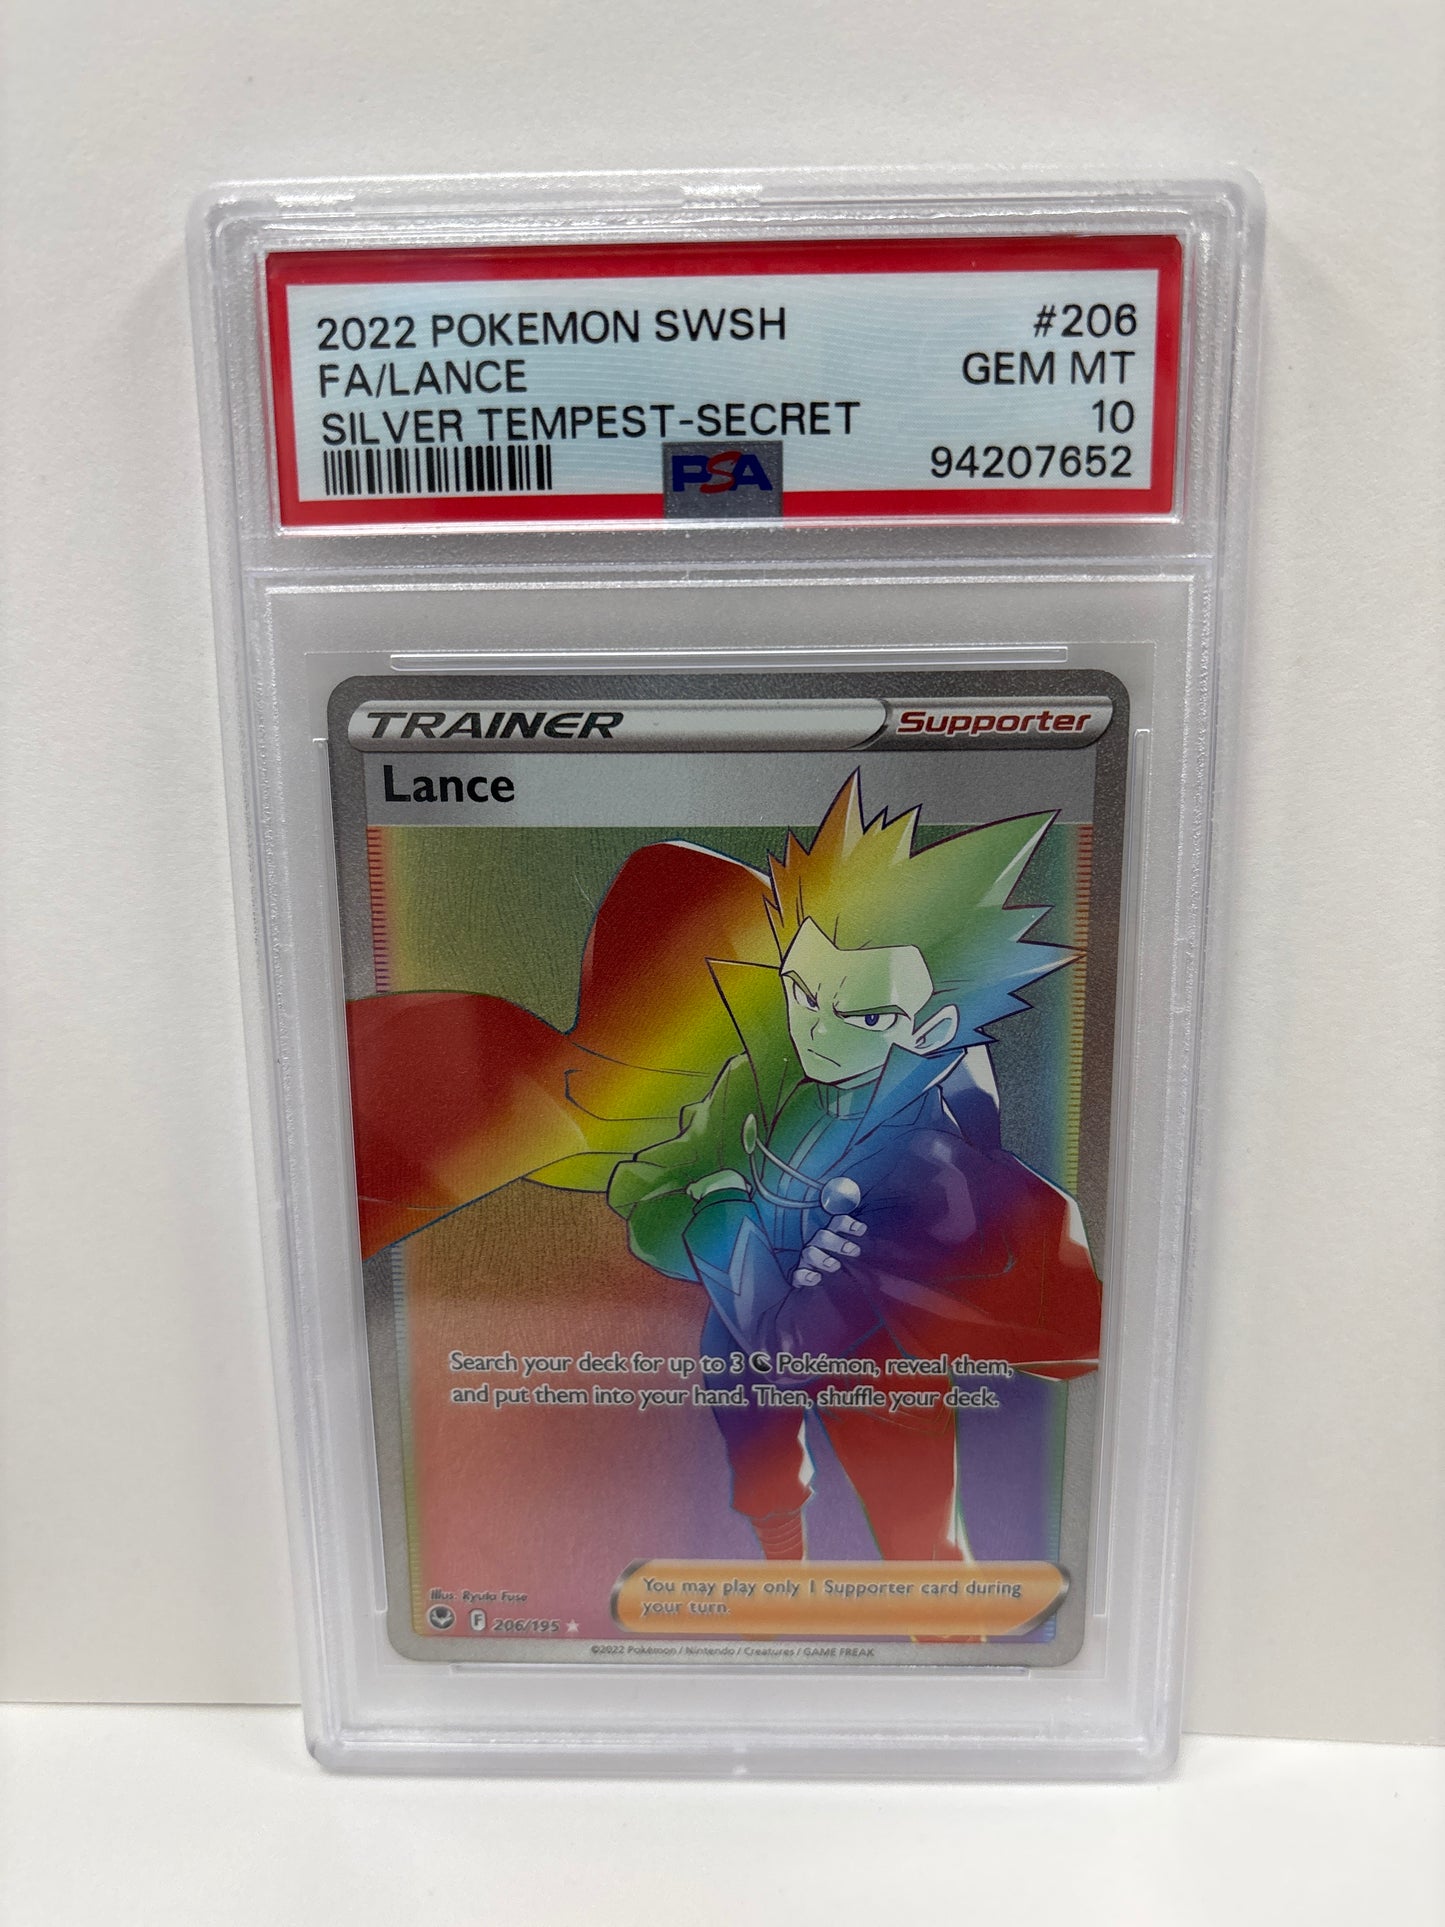 2022 POKEMON SWSH #206
FA/LANCE GEM MT
SILVER TEMPEST-SECRET 10
PSA 94207652
TRAINER Supporter
Lance
Search your deck for up to 3 Pokémon, reveal them,
and put them into your hand. Then, shuffle your deck.
You may play only 1 Supporter card during
your turn.
Illus. Ryuta Fuse
F 206/195
©2022 Pokémon / Nintendo / Creatures / GAME FREAK